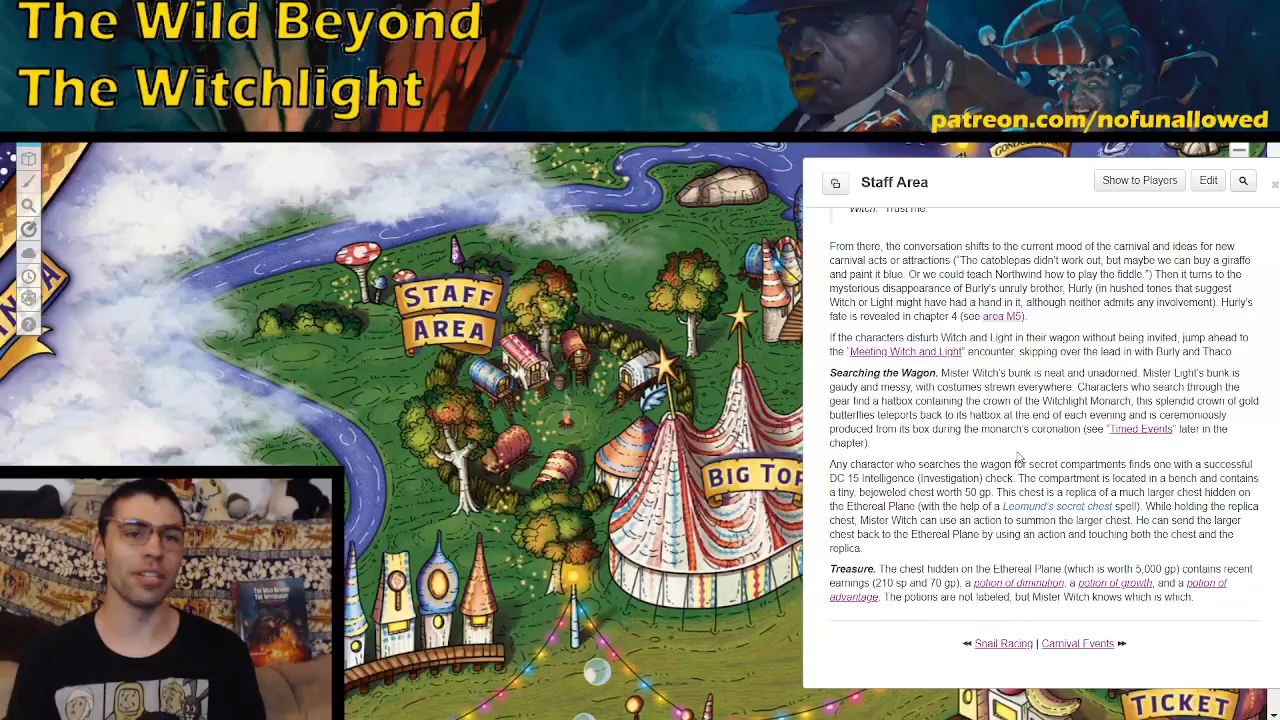 The Wild Beyond
The Witchlight
patreon.com/nofunallowed
STAFF
AREA
BIG TOP
TICKET
Staff Area
Show to Players
Edit
Witch. "Trust me."
From there, the conversation shifts to the current trend of the carnival and ideas for new
carnival acts or attractions ("The catoblepas didn't work out, but maybe we can buy a giraffe
and paint it blue. Or we could teach Northwind how to play the fiddle.") Then it turns to the
mysterious disappearance of Burly's unruly brother, Hurly (in hushed tones that suggest
Witch or Light might have had a hand in it, although neither admits any involvement). Hurly's
fate is revealed in chapter 4 (see area M5).
If the characters disturb Witch and Light in their wagon without being invited, jump ahead to
the "Meeting Witch and Light" encounter, skipping over the lead in with Burly and Thaco.
Searching the Wagon. Mister Witch's bunk is neat and unadorned. Mister Light's bunk is
gaudy and messy, with costumes strewn everywhere. Characters who search through the
gear find a hatbox containing the crown of the Witchlight Monarch, this splendid crown of gold
butterflies teleports back to its hatbox at the end of each evening and is ceremoniously
produced from its box during the monarch's coronation (see "Timed Events" later in the
chapter).
Any character who searches the wagon for secret compartments finds one with a successful
DC 15 Intelligence (Investigation) check. The compartment is located in a bench and contains
a tiny, bejeweled chest worth 50 gp. This chest is a replica of a much larger chest hidden on
the Ethereal Plane (with the help of a Leomund's secret chest spell). While holding the replica
chest, Mister Witch can use an action to summon the larger chest. He can send the larger
chest back to the Ethereal Plane by using an action and touching both the chest and the
replica.
Treasure. The chest hidden on the Ethereal Plane (which is worth 5,000 gp) contains recent
earnings (210 sp and 70 gp), a potion of diminution, a potion of growth, and a potion of
advantage. The potions are not labeled, but Mister Witch knows which is which.
Snail Racing | Carnival Events
THE WILD BEYOND
THE WITCHLIGHT